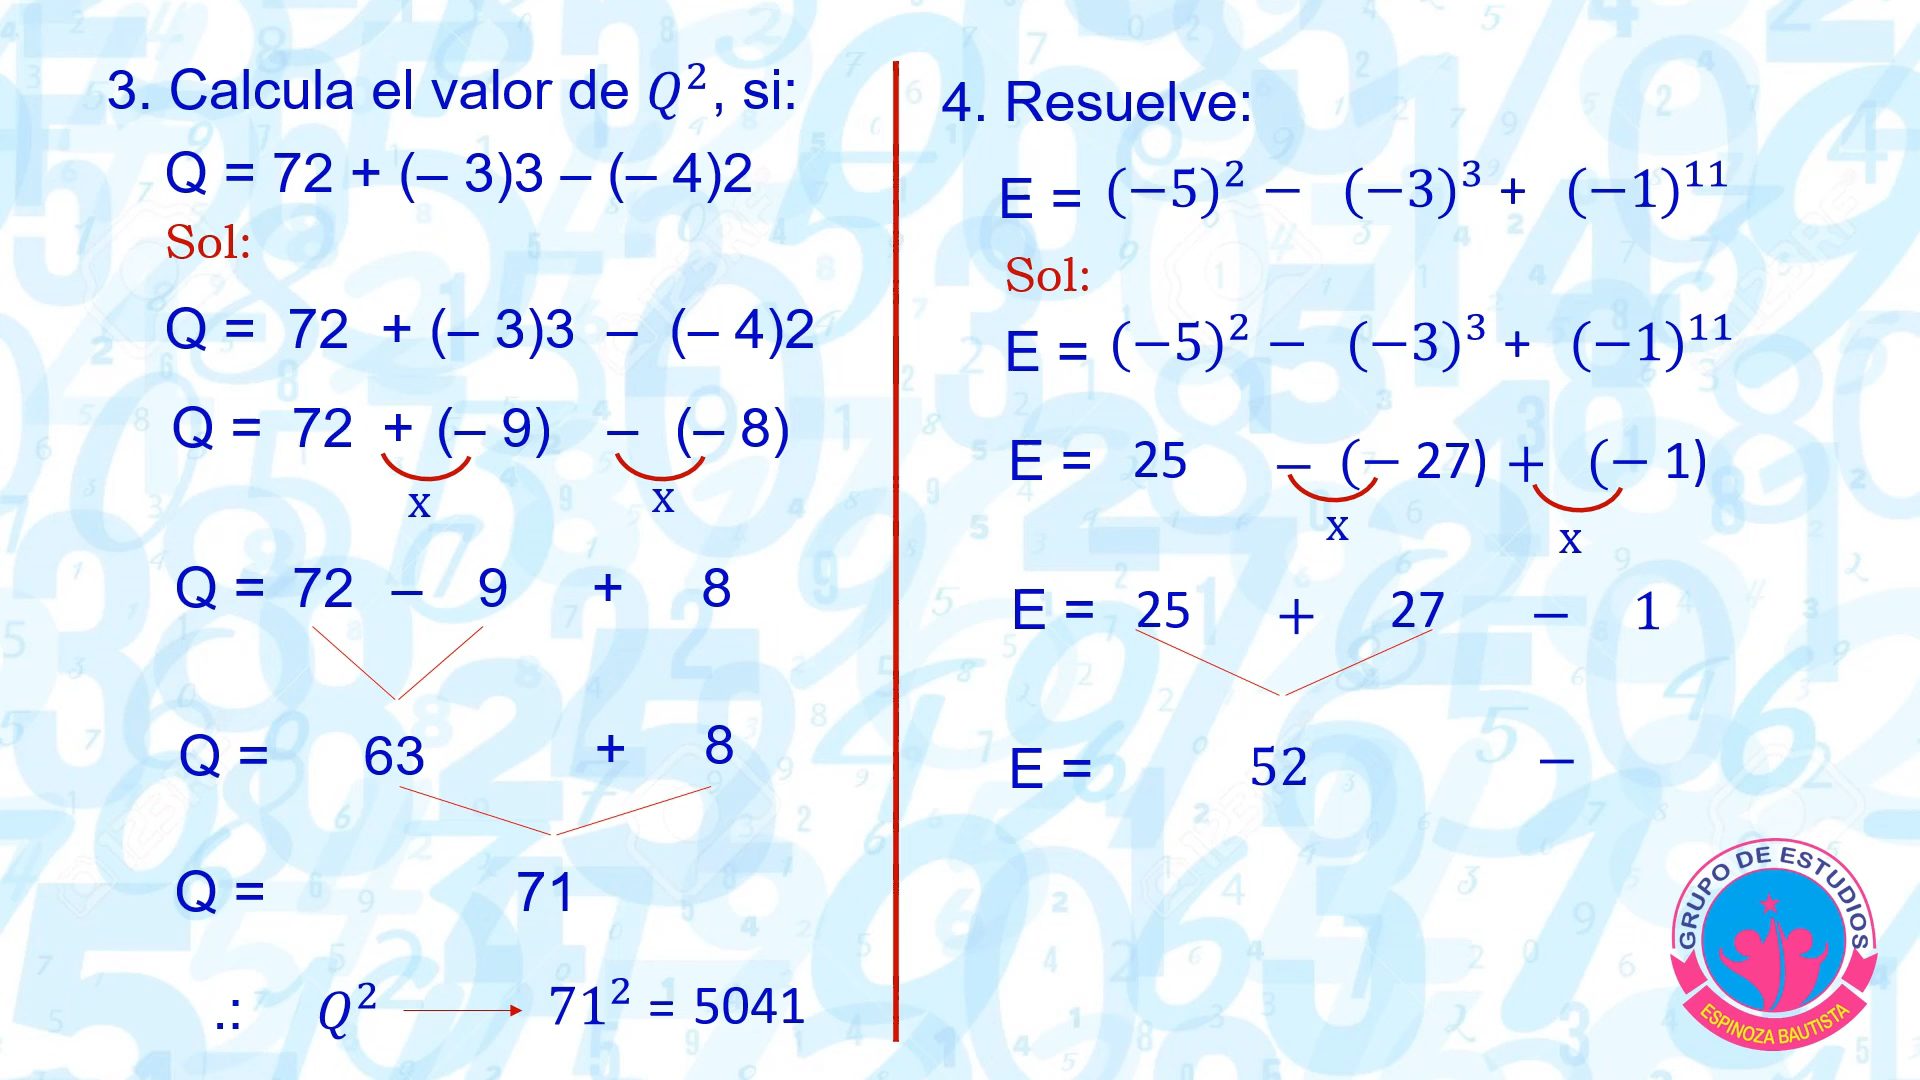 3. Calcula el valor de Q², si:
Q = 72 + (– 3)3 – (– 4)2
Sol:
Q = 72 + (– 3)3 – (– 4)2
Q = 72 + (– 9) – (– 8)
x x
Q = 72 – 9 + 8
Q = 63 + 8
Q = 71
.: Q² 71² = 5041
4. Resuelve:
E = (−5)² − (−3)³ + (−1)¹¹
Sol:
E = (−5)² − (−3)³ + (−1)¹¹
E = 25 − (− 27) + (− 1)
x x
E = 25 + 27 − 1
E = 52 −
GRUPO DE ESTUDIOS
ESPINOZA BAUTISTA